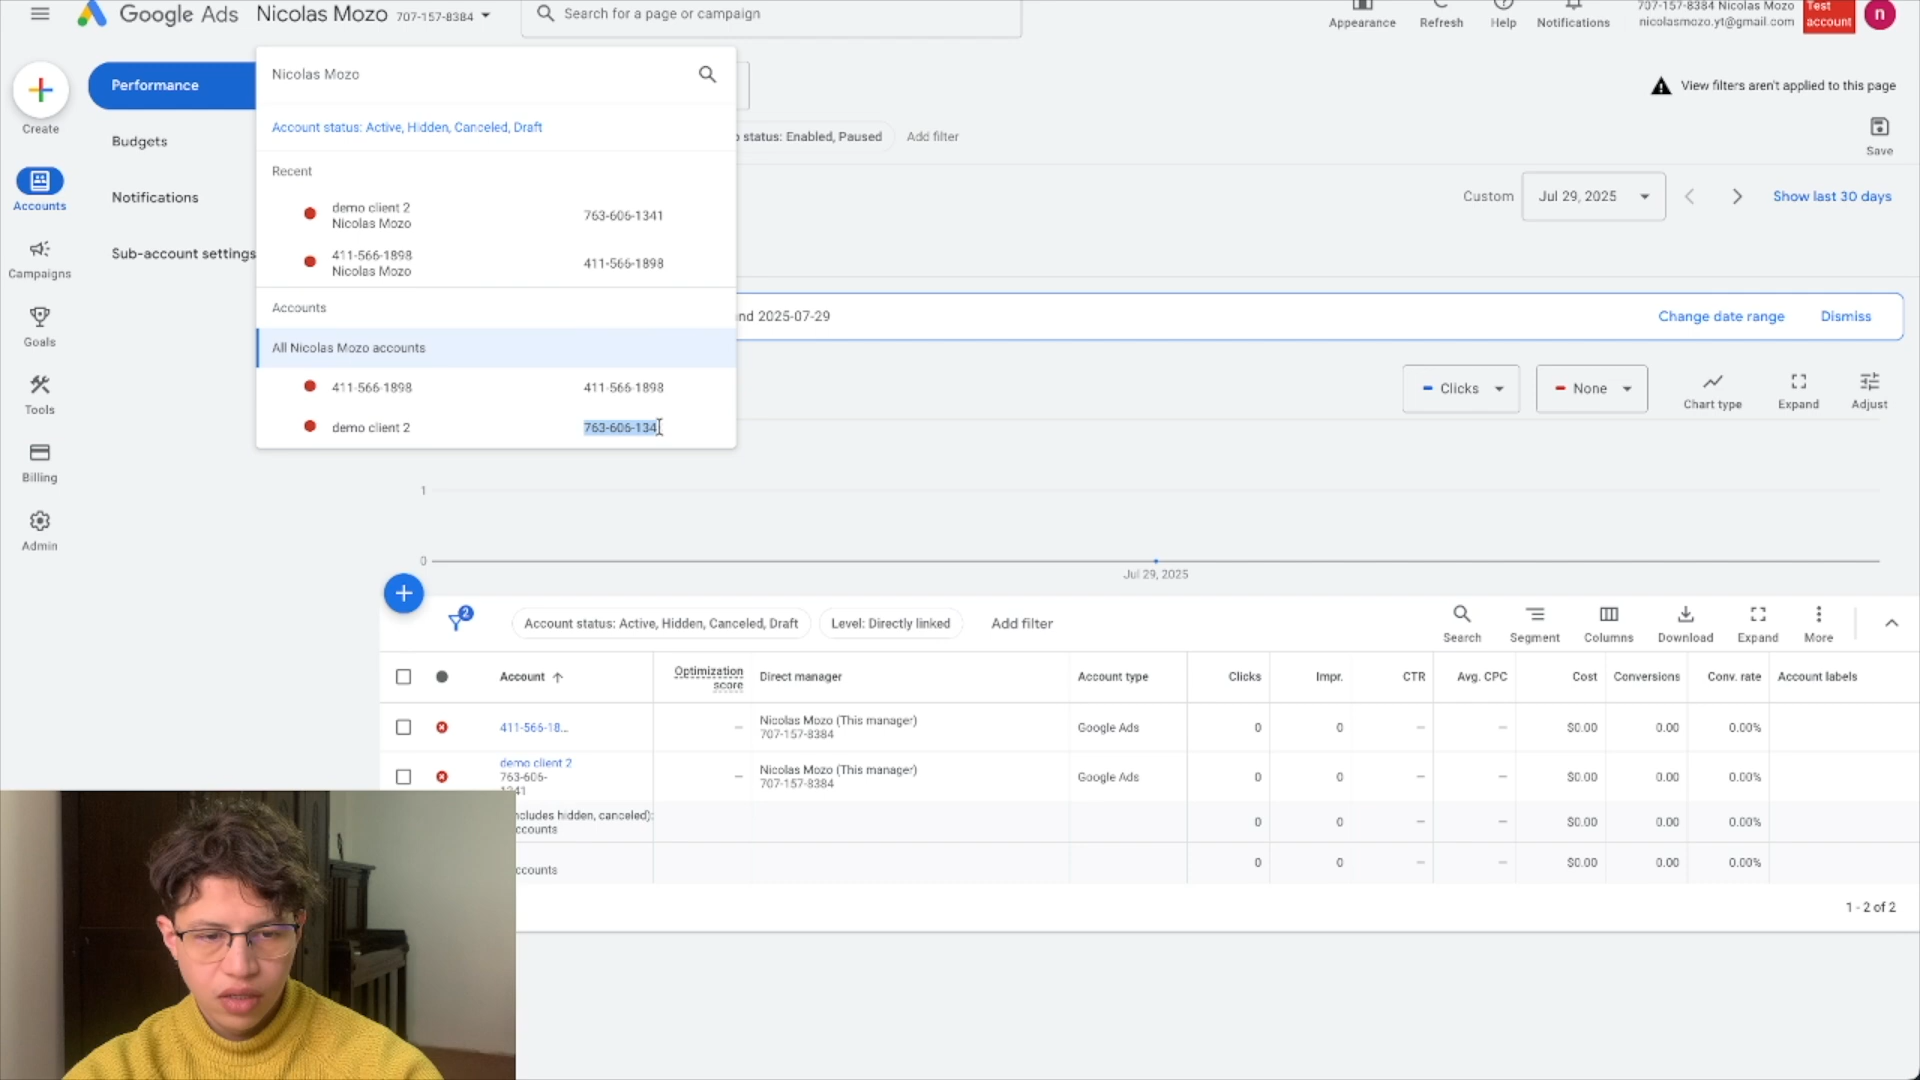 Google Ads
Nicolas Mozo 707-157-8384
Search for a page or campaign
Appearance
Refresh
Help
Notifications
707-157-8384 Nicolas Mozo
nicolasmozo.yt@gmail.com
Test account
n
Create
Accounts
Campaigns
Goals
Tools
Billing
Admin
Performance
Budgets
Notifications
Sub-account settings
Nicolas Mozo
Account status: Active, Hidden, Canceled, Draft
Recent
demo client 2
Nicolas Mozo
763-606-1341
411-566-1898
Nicolas Mozo
411-566-1898
Accounts
All Nicolas Mozo accounts
411-566-1898 411-566-1898
demo client 2 763-606-134
View filters aren't applied to this page
status: Enabled, Paused
Add filter
Save
Custom Jul 29, 2025
Show last 30 days
nd 2025-07-29
Change date range
Dismiss
Clicks
None
Chart type
Expand
Adjust
1
0
Jul 29, 2025
2
Account status: Active, Hidden, Canceled, Draft
Level: Directly linked
Add filter
Search
Segment
Columns
Download
Expand
More
Account Optimization score Direct manager Account type Clicks Impr. CTR Avg. CPC Cost Conversions Conv. rate Account labels
411-566-18... – Nicolas Mozo (This manager) 707-157-8384 Google Ads 0 0 – – $0.00 0.00 0.00%
demo client 2 763-606-1341 – Nicolas Mozo (This manager) 707-157-8384 Google Ads 0 0 – – $0.00 0.00 0.00%
ncludes hidden, canceled): ccounts 0 0 – – $0.00 0.00 0.00%
ccounts 0 0 – – $0.00 0.00 0.00%
1 - 2 of 2